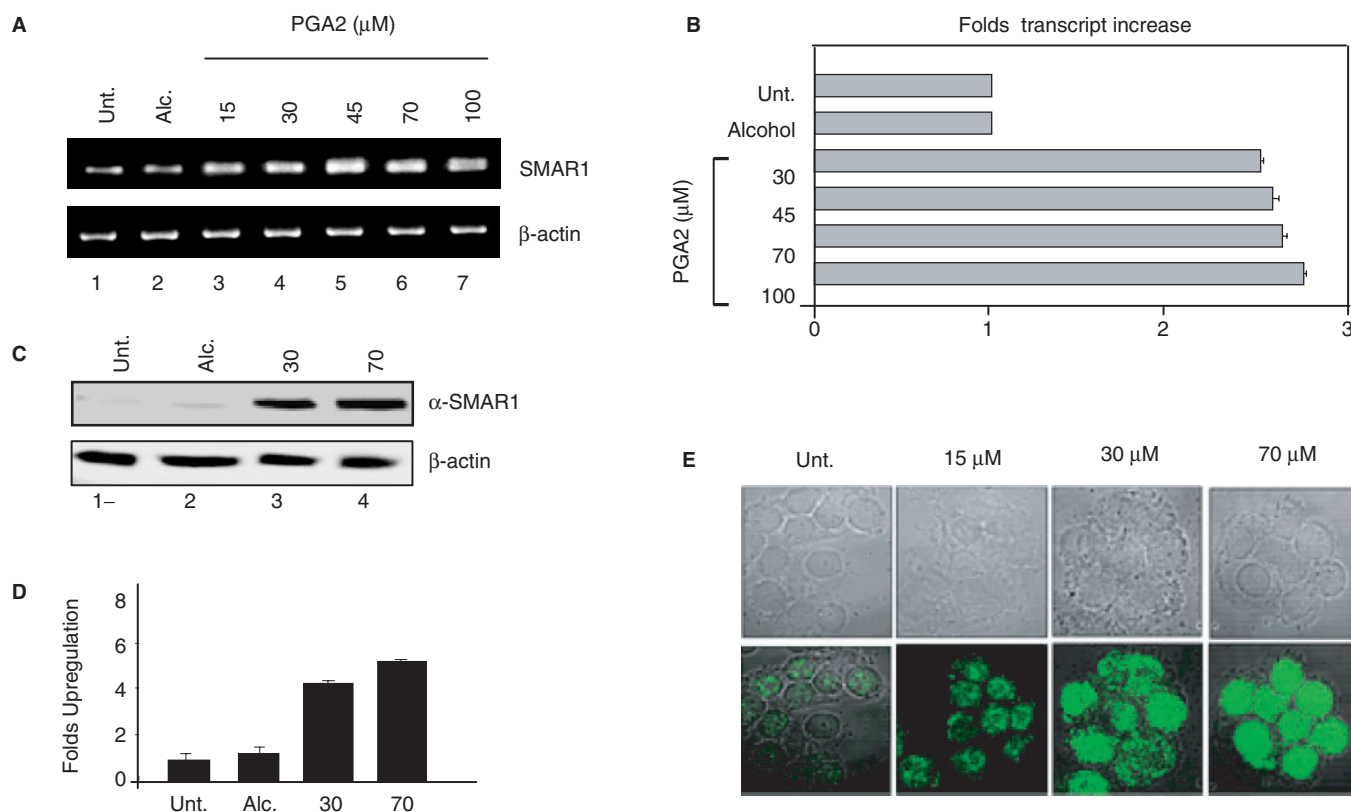 A
PGA2 (μM)
Unt. Alc. 15 30 45 70 100
SMAR1
β-actin
1 2 3 4 5 6 7
B
Folds transcript increase
Unt.
Alcohol
30
45
70
100
PGA2 (μM)
0 1 2 3
C
Unt. Alc. 30 70
α-SMAR1
β-actin
1– 2 3 4
D
Folds Upregulation
8
6
4
2
0
Unt. Alc. 30 70
E
Unt. 15 μM 30 μM 70 μM